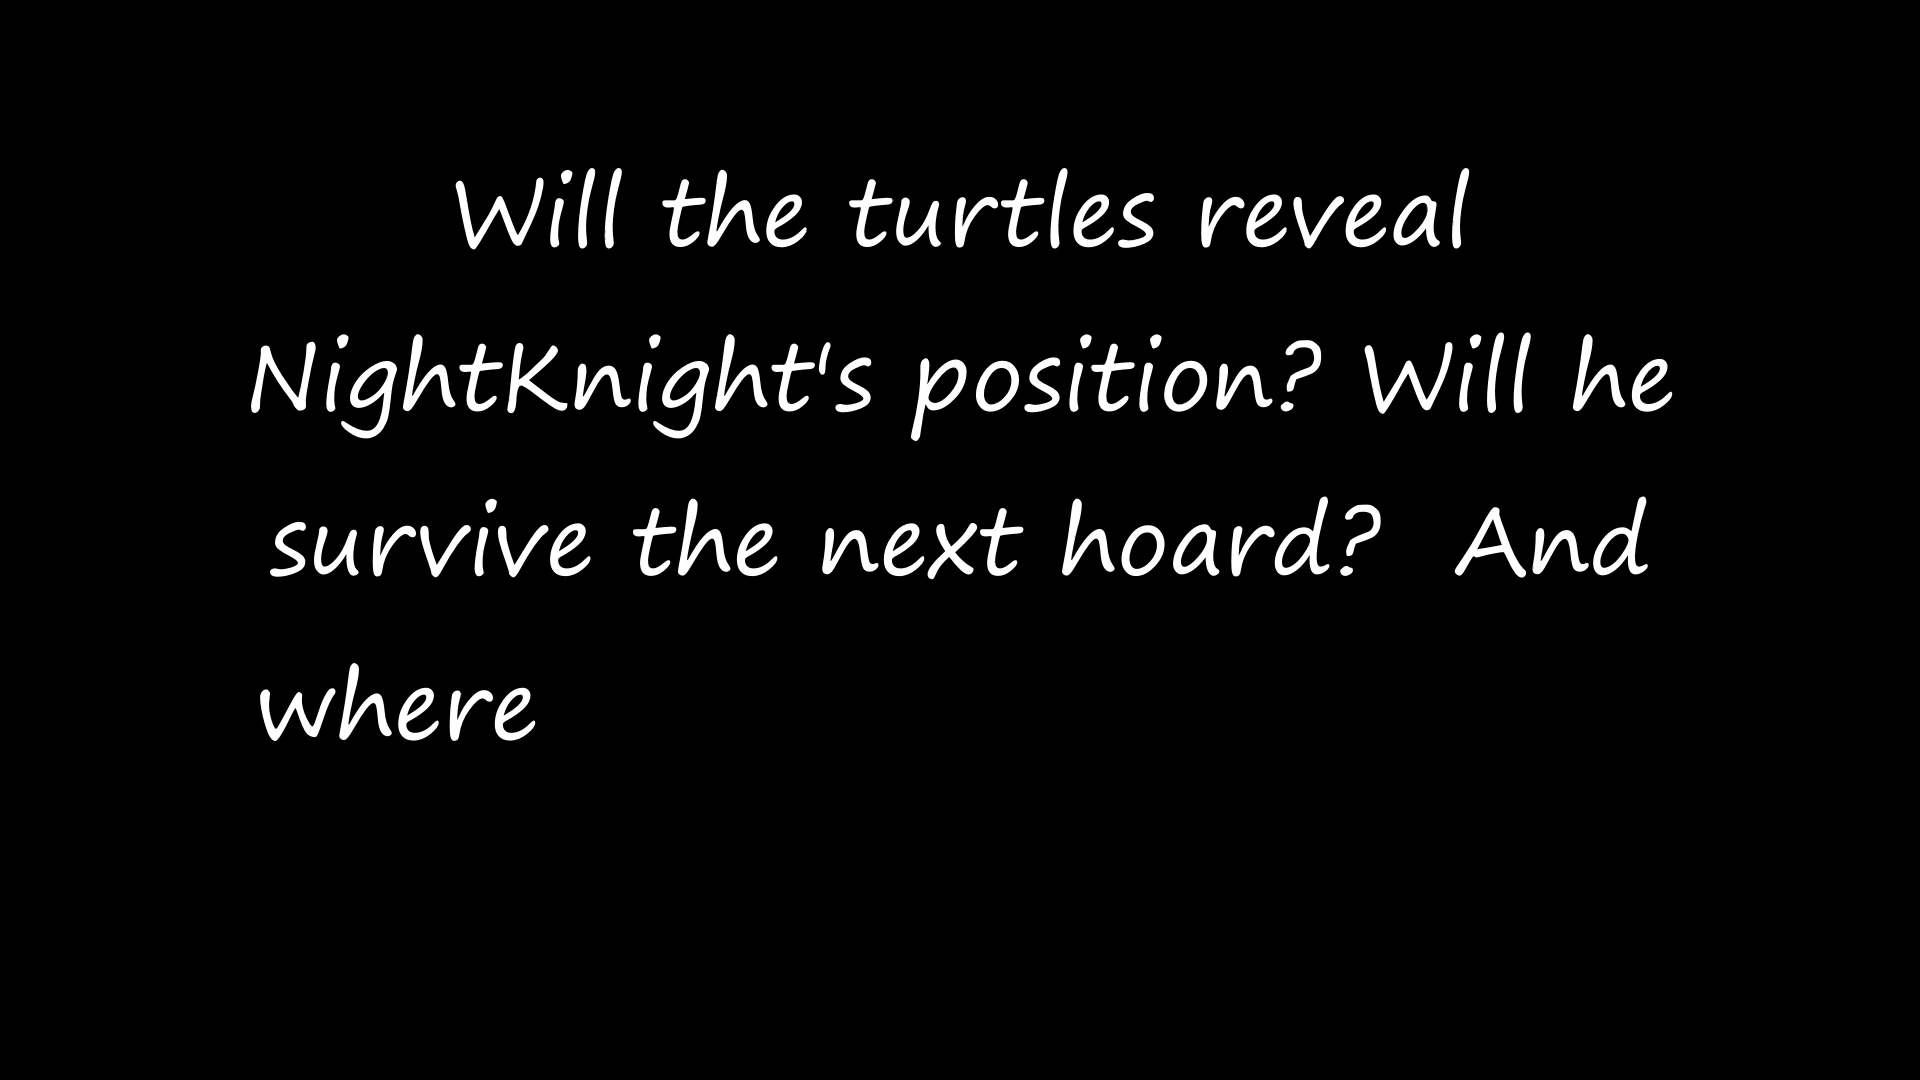 Will the turtles reveal
NightKnight's position? Will he
survive the next hoard?  And
where